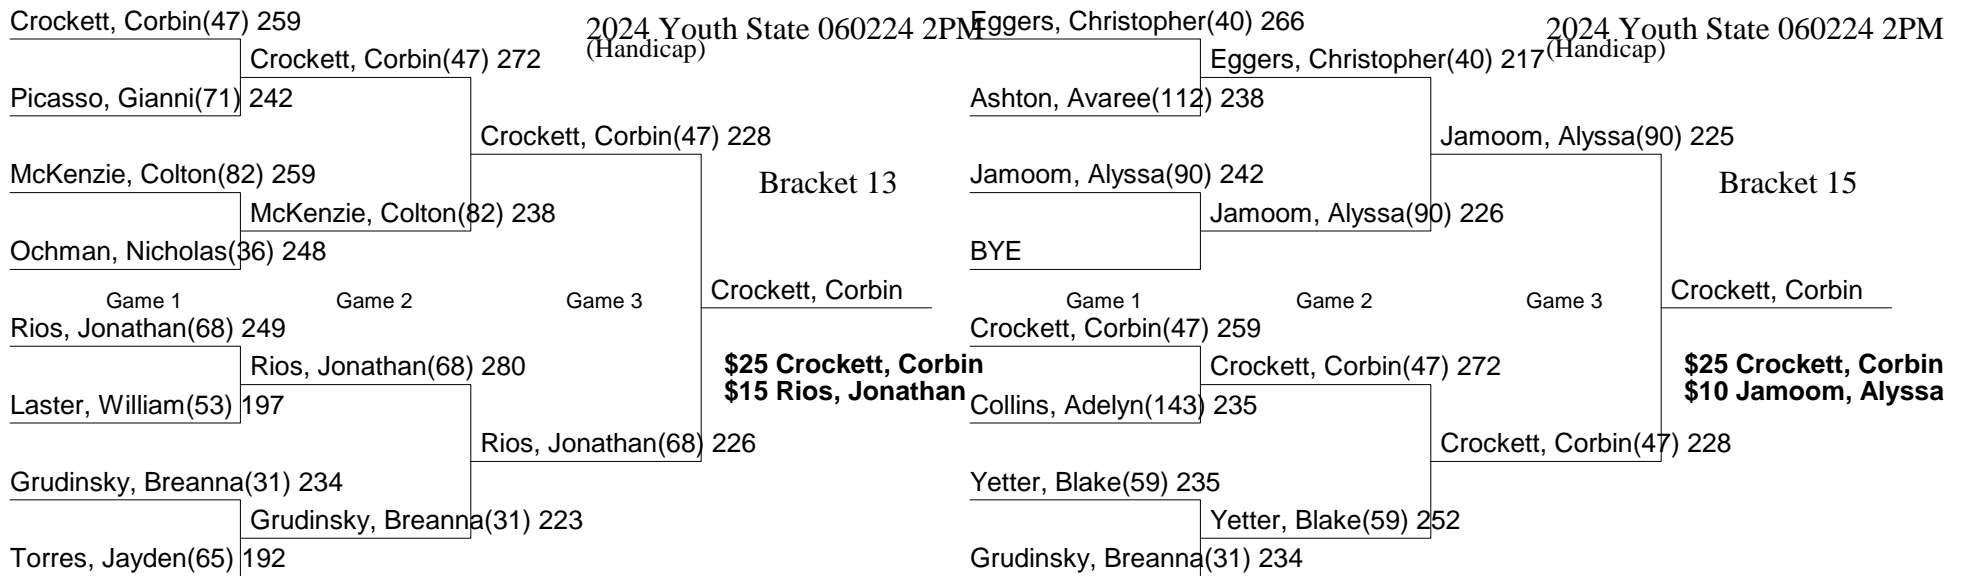 Crockett, Corbin(47) 259
2024 Youth State 060224 2PM
(Handicap)
Crockett, Corbin(47) 272
Picasso, Gianni(71) 242
Crockett, Corbin(47) 228
McKenzie, Colton(82) 259
Bracket 13
McKenzie, Colton(82) 238
Ochman, Nicholas(36) 248
Game 1
Game 2
Game 3
Crockett, Corbin
Rios, Jonathan(68) 249
Rios, Jonathan(68) 280
$25 Crockett, Corbin
$15 Rios, Jonathan
Laster, William(53) 197
Rios, Jonathan(68) 226
Grudinsky, Breanna(31) 234
Grudinsky, Breanna(31) 223
Torres, Jayden(65) 192
Eggers, Christopher(40) 266
2024 Youth State 060224 2PM
(Handicap)
Eggers, Christopher(40) 217
Ashton, Avaree(112) 238
Jamoom, Alyssa(90) 225
Jamoom, Alyssa(90) 242
Bracket 15
Jamoom, Alyssa(90) 226
BYE
Game 1
Game 2
Game 3
Crockett, Corbin
Crockett, Corbin(47) 259
Crockett, Corbin(47) 272
$25 Crockett, Corbin
$10 Jamoom, Alyssa
Collins, Adelyn(143) 235
Crockett, Corbin(47) 228
Yetter, Blake(59) 235
Yetter, Blake(59) 252
Grudinsky, Breanna(31) 234